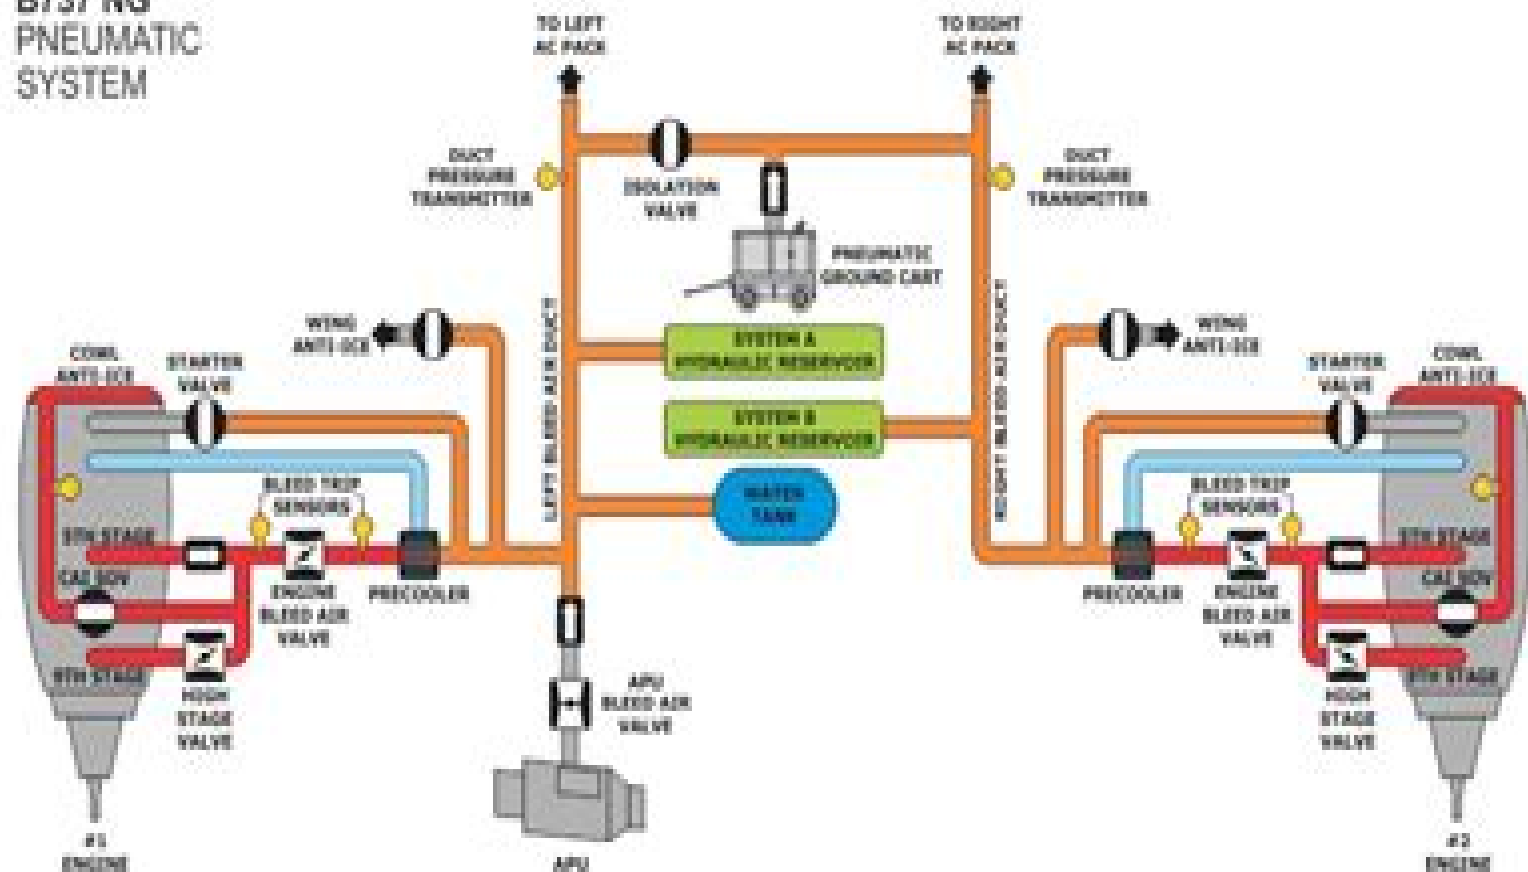 B737 NG
PNEUMATIC
SYSTEM
TO LEFT
AC PACK
TO RIGHT
AC PACK
DUCT
PRESSURE
TRANSMITTER
ISOLATION
VALVE
DUCT
PRESSURE
TRANSMITTER
PNEUMATIC
GROUND CART
WING
ANTI-ICE
LEFT BLEED AIR DUCT
SYSTEM A
HYDRAULIC RESERVOIR
RIGHT BLEED AIR DUCT
WING
ANTI-ICE
COWL
ANTI-ICE
STARTER
VALVE
SYSTEM B
HYDRAULIC RESERVOIR
STARTER
VALVE
COWL
ANTI-ICE
BLEED TRIP
SENSORS
WATER
TANK
BLEED TRIP
SENSORS
5TH STAGE
CAI SOV
ENGINE
BLEED AIR
VALVE
PRECOOLER
PRECOOLER
ENGINE
BLEED AIR
VALVE
5TH STAGE
CAI SOV
9TH STAGE
HIGH
STAGE
VALVE
APU
BLEED AIR
VALVE
9TH STAGE
HIGH
STAGE
VALVE
#1
ENGINE
APU
#2
ENGINE